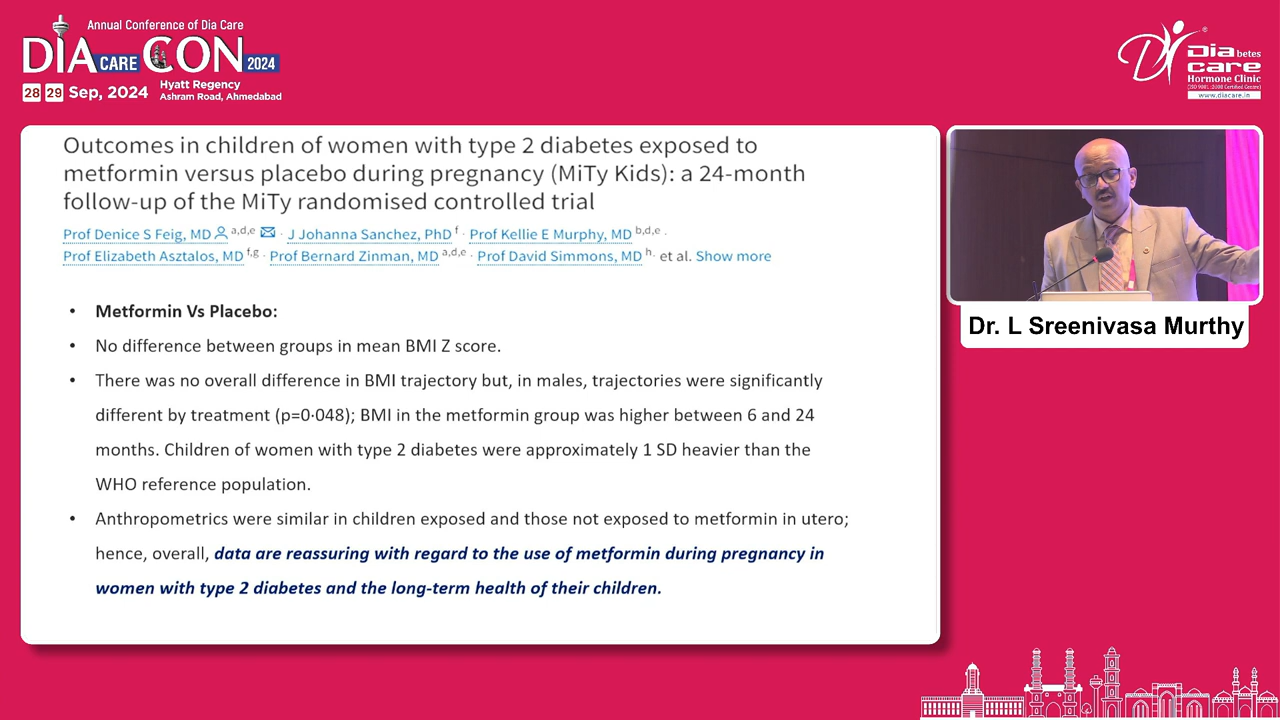 Annual Conference of Dia Care
DIA CARE CON 2024
28 29 Sep, 2024
Hyatt Regency
Ashram Road, Ahmedabad
Diabetes
care
Hormone Clinic
(ISO 9001:2008 Certified Centre)
www.diacare.in
Outcomes in children of women with type 2 diabetes exposed to
metformin versus placebo during pregnancy (MiTy Kids): a 24-month
follow-up of the MiTy randomised controlled trial
Prof Denice S Feig, MD a,d,e · J Johanna Sanchez, PhD f · Prof Kellie E Murphy, MD b,d,e ·
Prof Elizabeth Asztalos, MD f,g · Prof Bernard Zinman, MD a,d,e · Prof David Simmons, MD h · et al. Show more
• Metformin Vs Placebo:
• No difference between groups in mean BMI Z score.
• There was no overall difference in BMI trajectory but, in males, trajectories were significantly
different by treatment (p=0·048); BMI in the metformin group was higher between 6 and 24
months. Children of women with type 2 diabetes were approximately 1 SD heavier than the
WHO reference population.
• Anthropometrics were similar in children exposed and those not exposed to metformin in utero;
hence, overall, data are reassuring with regard to the use of metformin during pregnancy in
women with type 2 diabetes and the long-term health of their children.
Dr. L Sreenivasa Murthy